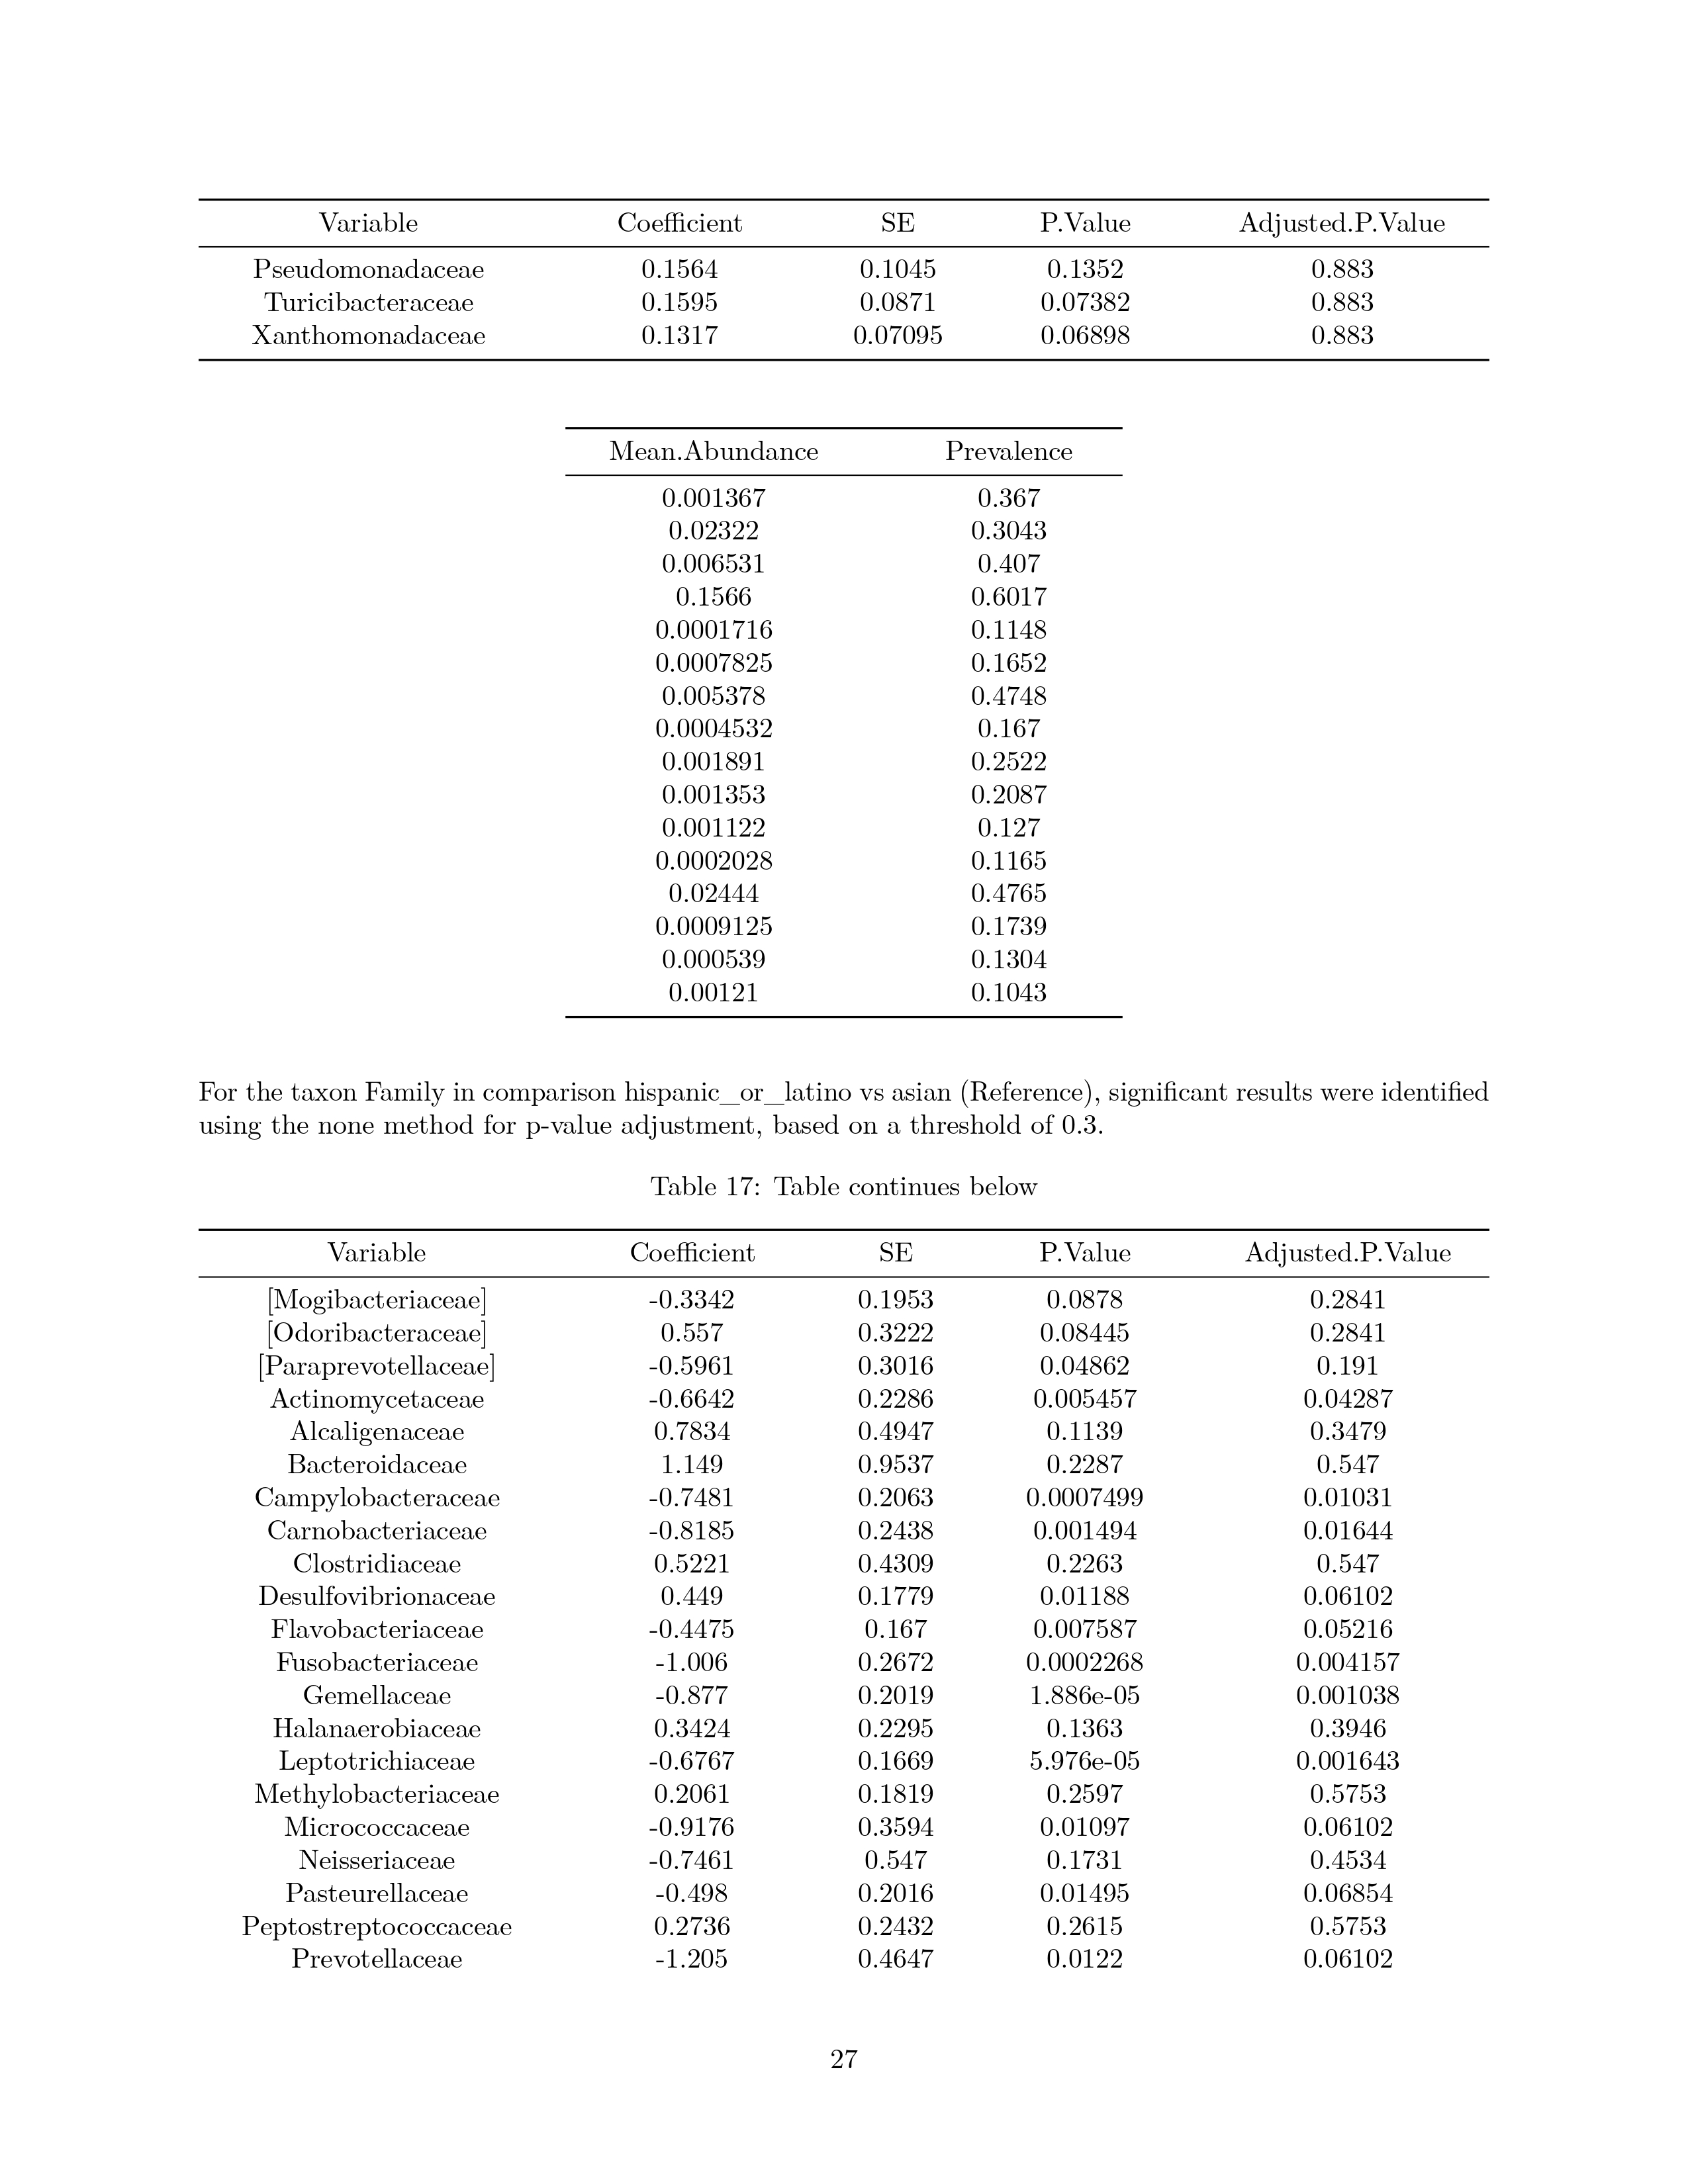 Variable Coefficient SE P.Value Adjusted.P.Value
Pseudomonadaceae 0.1564 0.1045 0.1352 0.883
Turicibacteraceae 0.1595 0.0871 0.07382 0.883
Xanthomonadaceae 0.1317 0.07095 0.06898 0.883
Mean.Abundance Prevalence
0.001367 0.367
0.02322 0.3043
0.006531 0.407
0.1566 0.6017
0.0001716 0.1148
0.0007825 0.1652
0.005378 0.4748
0.0004532 0.167
0.001891 0.2522
0.001353 0.2087
0.001122 0.127
0.0002028 0.1165
0.02444 0.4765
0.0009125 0.1739
0.000539 0.1304
0.00121 0.1043
For the taxon Family in comparison hispanic_or_latino vs asian (Reference), significant results were identified
using the none method for p-value adjustment, based on a threshold of 0.3.
Table 17: Table continues below
Variable Coefficient SE P.Value Adjusted.P.Value
[Mogibacteriaceae] -0.3342 0.1953 0.0878 0.2841
[Odoribacteraceae] 0.557 0.3222 0.08445 0.2841
[Paraprevotellaceae] -0.5961 0.3016 0.04862 0.191
Actinomycetaceae -0.6642 0.2286 0.005457 0.04287
Alcaligenaceae 0.7834 0.4947 0.1139 0.3479
Bacteroidaceae 1.149 0.9537 0.2287 0.547
Campylobacteraceae -0.7481 0.2063 0.0007499 0.01031
Carnobacteriaceae -0.8185 0.2438 0.001494 0.01644
Clostridiaceae 0.5221 0.4309 0.2263 0.547
Desulfovibrionaceae 0.449 0.1779 0.01188 0.06102
Flavobacteriaceae -0.4475 0.167 0.007587 0.05216
Fusobacteriaceae -1.006 0.2672 0.0002268 0.004157
Gemellaceae -0.877 0.2019 1.886e-05 0.001038
Halanaerobiaceae 0.3424 0.2295 0.1363 0.3946
Leptotrichiaceae -0.6767 0.1669 5.976e-05 0.001643
Methylobacteriaceae 0.2061 0.1819 0.2597 0.5753
Micrococcaceae -0.9176 0.3594 0.01097 0.06102
Neisseriaceae -0.7461 0.547 0.1731 0.4534
Pasteurellaceae -0.498 0.2016 0.01495 0.06854
Peptostreptococcaceae 0.2736 0.2432 0.2615 0.5753
Prevotellaceae -1.205 0.4647 0.0122 0.06102
27